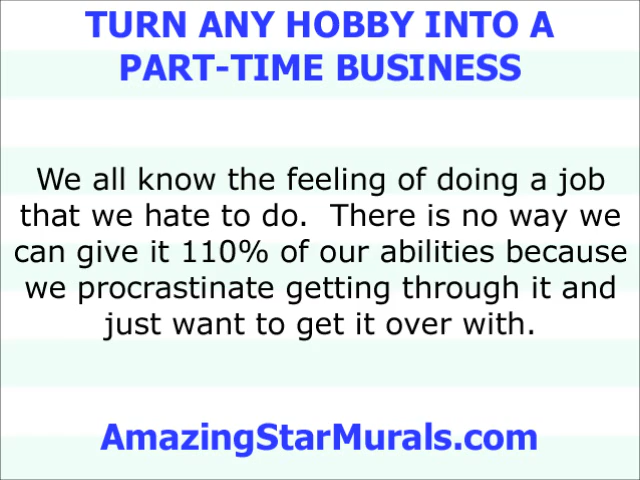 TURN ANY HOBBY INTO A
PART-TIME BUSINESS
We all know the feeling of doing a job
that we hate to do.  There is no way we
can give it 110% of our abilities because
we procrastinate getting through it and
just want to get it over with.
AmazingStarMurals.com